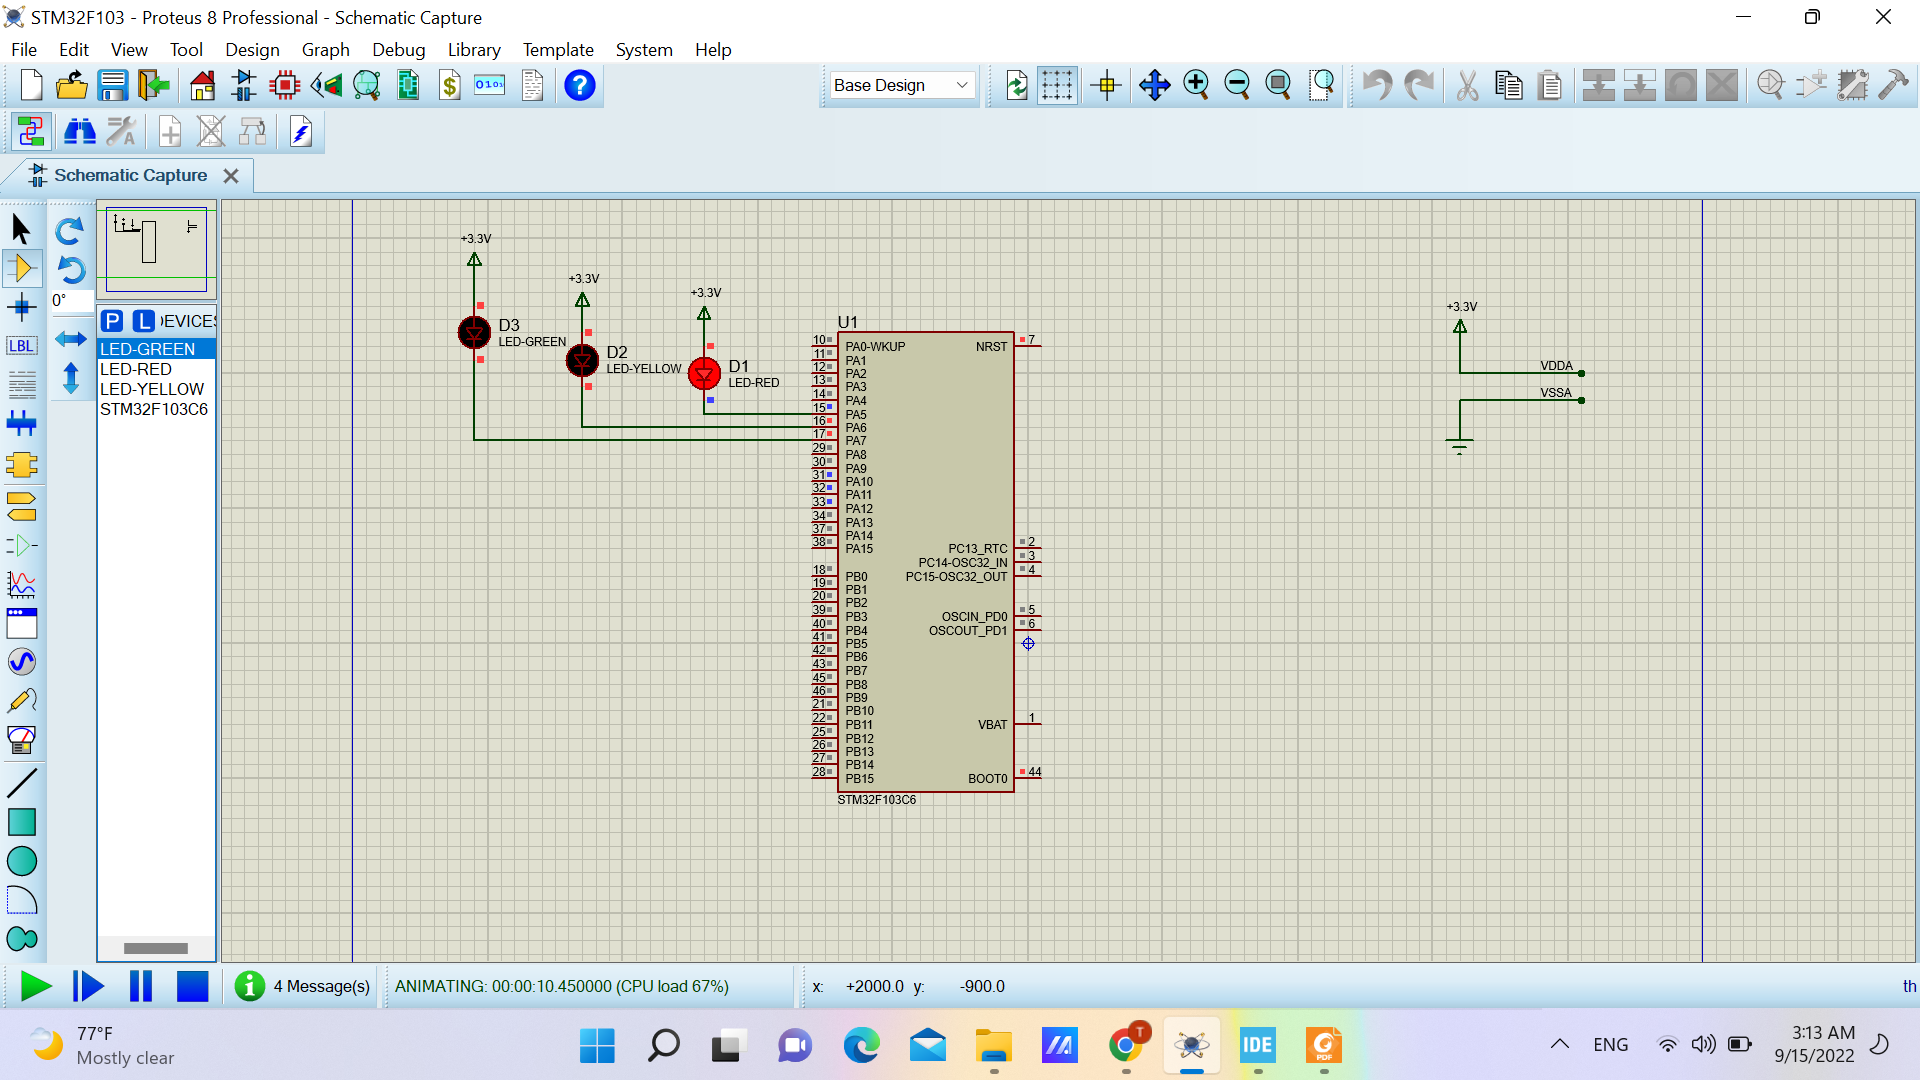 STM32F103 - Proteus 8 Professional - Schematic Capture
File Edit View Tool Design Graph Debug Library Template System Help
Base Design
Schematic Capture
0°
P L DEVICES
LBL
LED-GREEN
LED-RED
LED-YELLOW
STM32F103C6
+3.3V
+3.3V
+3.3V
+3.3V
D3
LED-GREEN
D2
LED-YELLOW
D1
LED-RED
VDDA
VSSA
U1
10 PA0-WKUP NRST 7
11 PA1
12 PA2
13 PA3
14 PA4
15 PA5
16 PA6
17 PA7
29 PA8
30 PA9
31 PA10
32 PA11
33 PA12
34 PA13
37 PA14
38 PA15 PC13_RTC 2
PC14-OSC32_IN 3
18 PB0 PC15-OSC32_OUT 4
19 PB1
20 PB2
39 PB3 OSCIN_PD0 5
40 PB4 OSCOUT_PD1 6
41 PB5
42 PB6
43 PB7
45 PB8
46 PB9
21 PB10
22 PB11 VBAT 1
25 PB12
26 PB13
27 PB14
28 PB15 BOOT0 44
STM32F103C6
4 Message(s) ANIMATING: 00:00:10.450000 (CPU load 67%) x: +2000.0 y: -900.0 th
77°F
Mostly clear
T
IDE
PDF
ENG
3:13 AM
9/15/2022